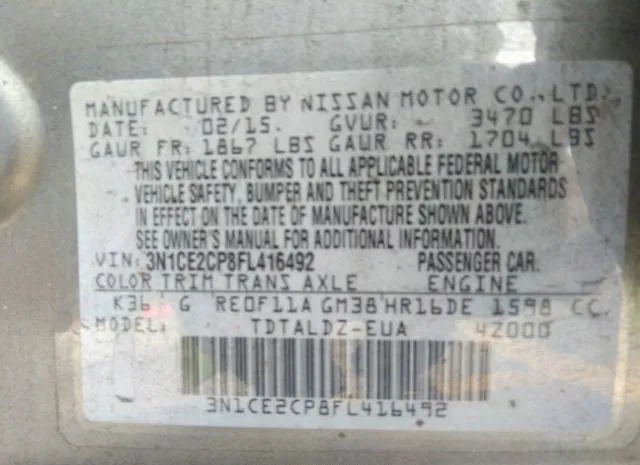 MANUFACTURED BY NISSAN MOTOR CO., LTD.
DATE: 02/15. GVWR: 3470 LBS
GAWR FR: 1867 LBS GAWR RR: 1704 LBS
THIS VEHICLE CONFORMS TO ALL APPLICABLE FEDERAL MOTOR
VEHICLE SAFETY, BUMPER AND THEFT PREVENTION STANDARDS
IN EFFECT ON THE DATE OF MANUFACTURE SHOWN ABOVE.
SEE OWNER'S MANUAL FOR ADDITIONAL INFORMATION
VIN: 3N1CE2CP8FL416492 PASSENGER CAR.
COLOR TRIM TRANS AXLE ENGINE
K36 G RE0F11A GM38 HR16DE 1598 CC.
MODEL: TDTALDZ-EUA 42000
3N1CE2CP8FL416492